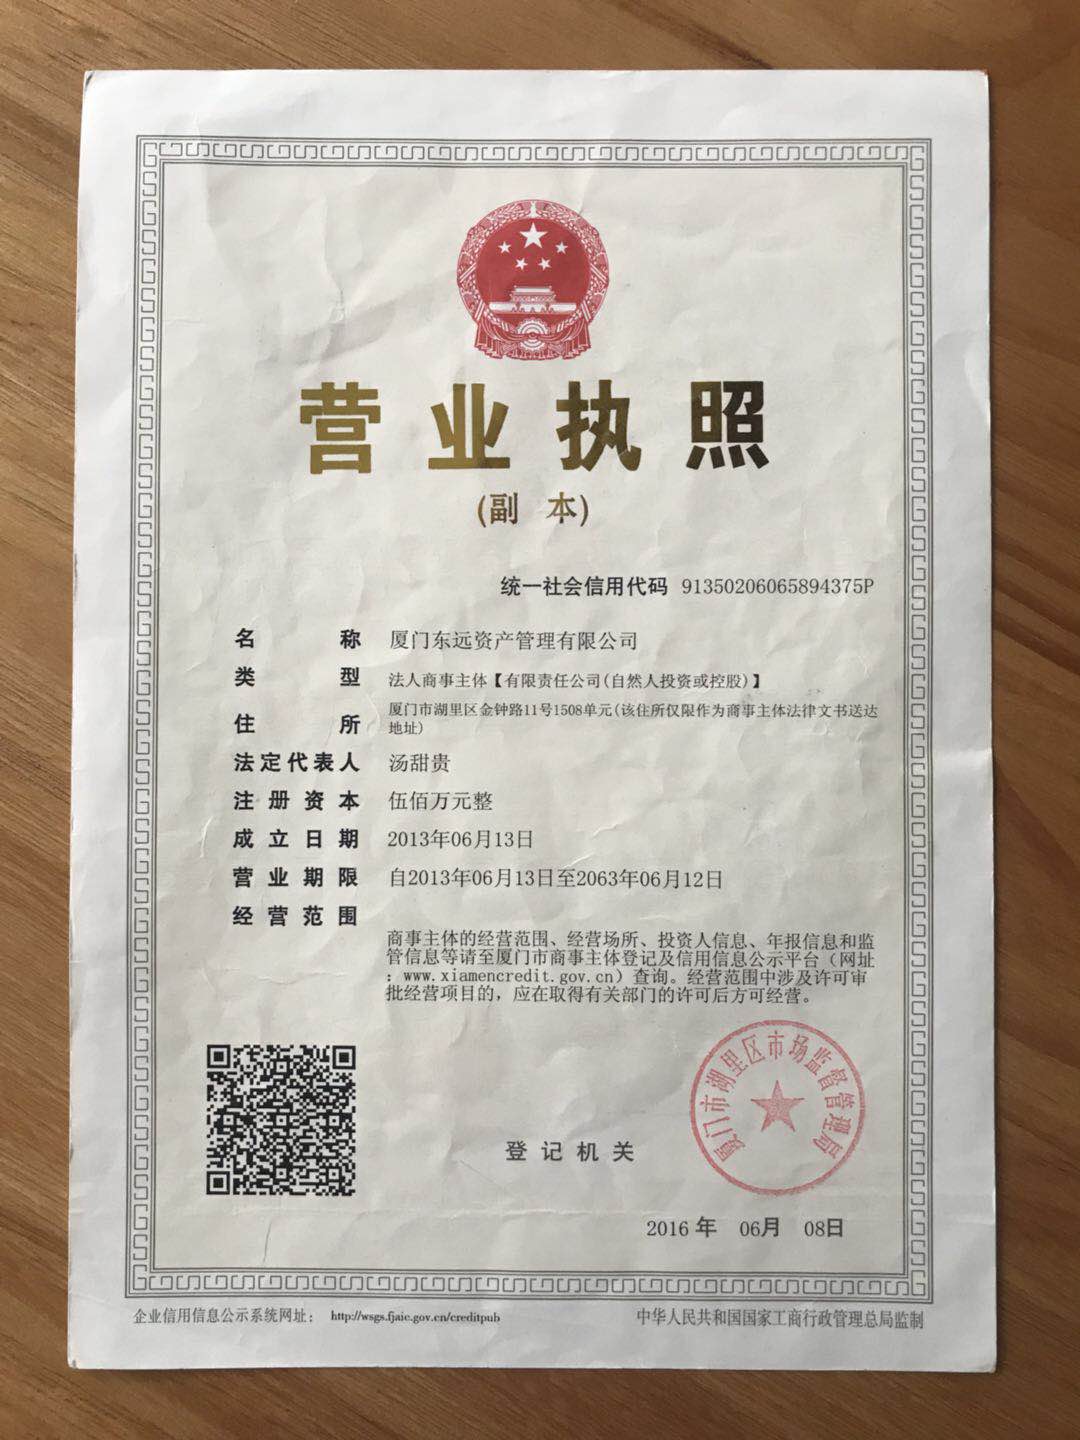 营业执照
(副 本)
统一社会信用代码 91350206065894375P
名称 厦门东远资产管理有限公司
类型 法人商事主体【有限责任公司(自然人投资或控股)】
住所 厦门市湖里区金钟路11号1508单元(该住所仅限作为商事主体法律文书送达
地址)
法定代表人 汤甜贵
注册资本 伍佰万元整
成立日期 2013年06月13日
营业期限 自2013年06月13日至2063年06月12日
经营范围
商事主体的经营范围、经营场所、投资人信息、年报信息和监
管信息等请至厦门市商事主体登记及信用信息公示平台（网址
：www.xiamencredit.gov.cn）查询。经营范围中涉及许可审
批经营项目的，应在取得有关部门的许可后方可经营。
厦门市湖里区市场监督管理局
登记机关
2016 年 06月 08日
企业信用信息公示系统网址： http://wsgs.fjaic.gov.cn/creditpub
中华人民共和国国家工商行政管理总局监制